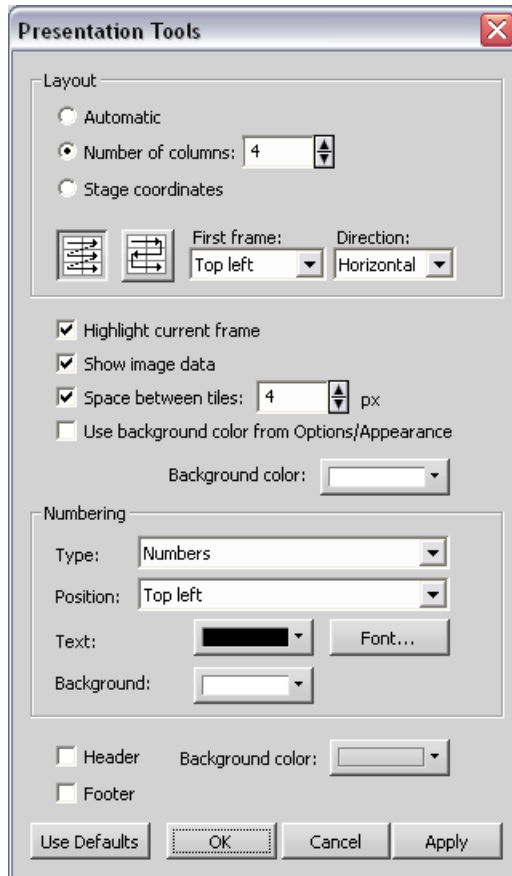 Presentation Tools
Layout
Automatic
Number of columns: 4
Stage coordinates
First frame: Direction:
Top left Horizontal
Highlight current frame
Show image data
Space between tiles: 4 px
Use background color from Options/Appearance
Background color:
Numbering
Type: Numbers
Position: Top left
Text: Font...
Background:
Header Background color:
Footer
Use Defaults OK Cancel Apply